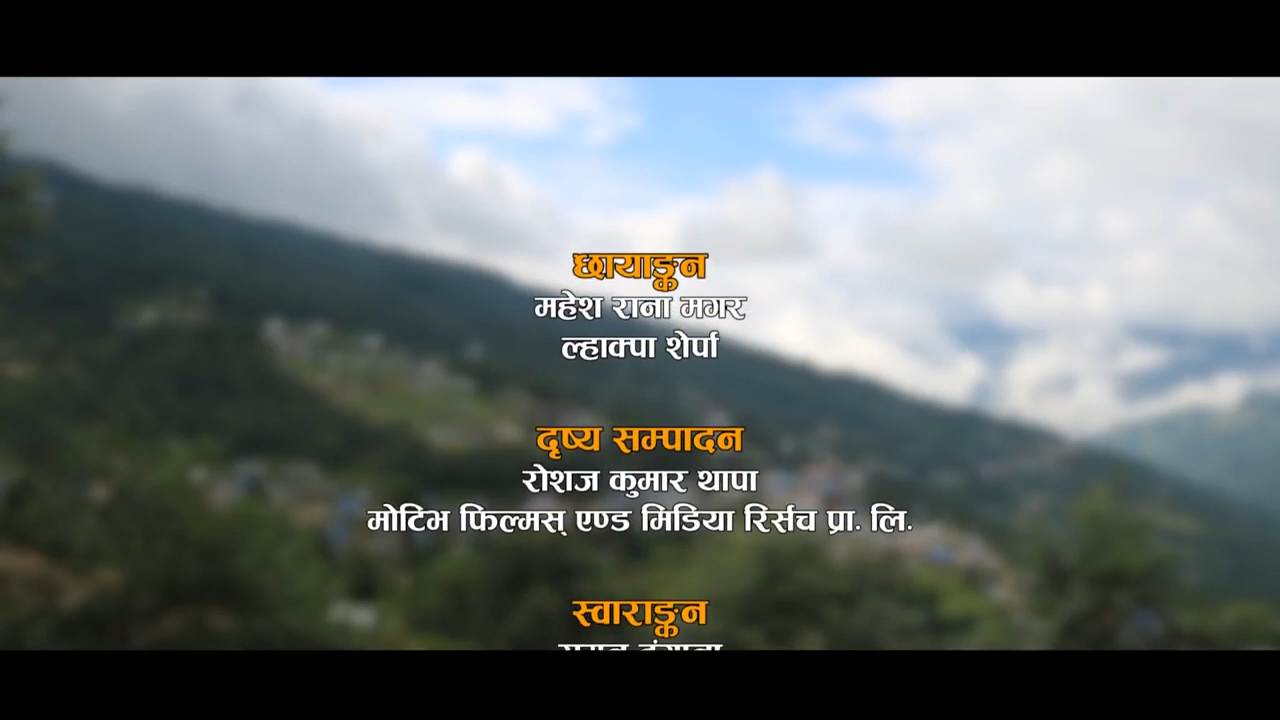 छायाङ्कन
महेश राना मगर
ल्हाक्पा शेर्पा
दृष्य सम्पादन
रोशज कुमार थापा
मोटिभ फिल्मस् एण्ड मिडिया रिर्सच प्रा. लि.
स्वाराङ्कन